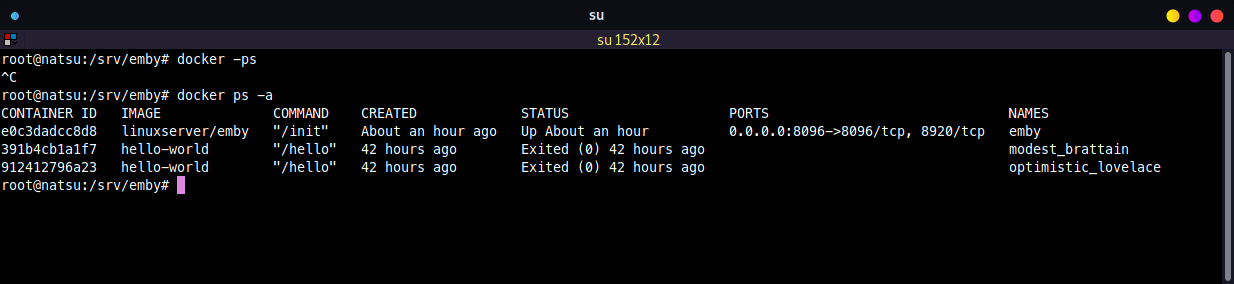 su
su 152x12
root@natsu:/srv/emby# docker -ps
^C
root@natsu:/srv/emby# docker ps -a
CONTAINER ID   IMAGE              COMMAND    CREATED             STATUS                    PORTS                              NAMES
e0c3dadcc8d8   linuxserver/emby   "/init"    About an hour ago   Up About an hour          0.0.0.0:8096->8096/tcp, 8920/tcp   emby
391b4cb1a1f7   hello-world        "/hello"   42 hours ago        Exited (0) 42 hours ago                                      modest_brattain
912412796a23   hello-world        "/hello"   42 hours ago        Exited (0) 42 hours ago                                      optimistic_lovelace
root@natsu:/srv/emby#